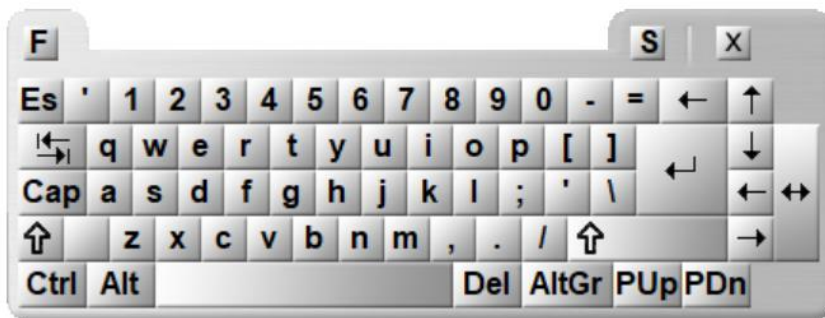 F S X
Es ' 1 2 3 4 5 6 7 8 9 0 - = ← ↑
q w e r t y u i o p [ ] ↓
Cap a s d f g h j k l ; ' \ ← ↔
z x c v b n m , . / →
Ctrl Alt Del AltGr PUp PDn